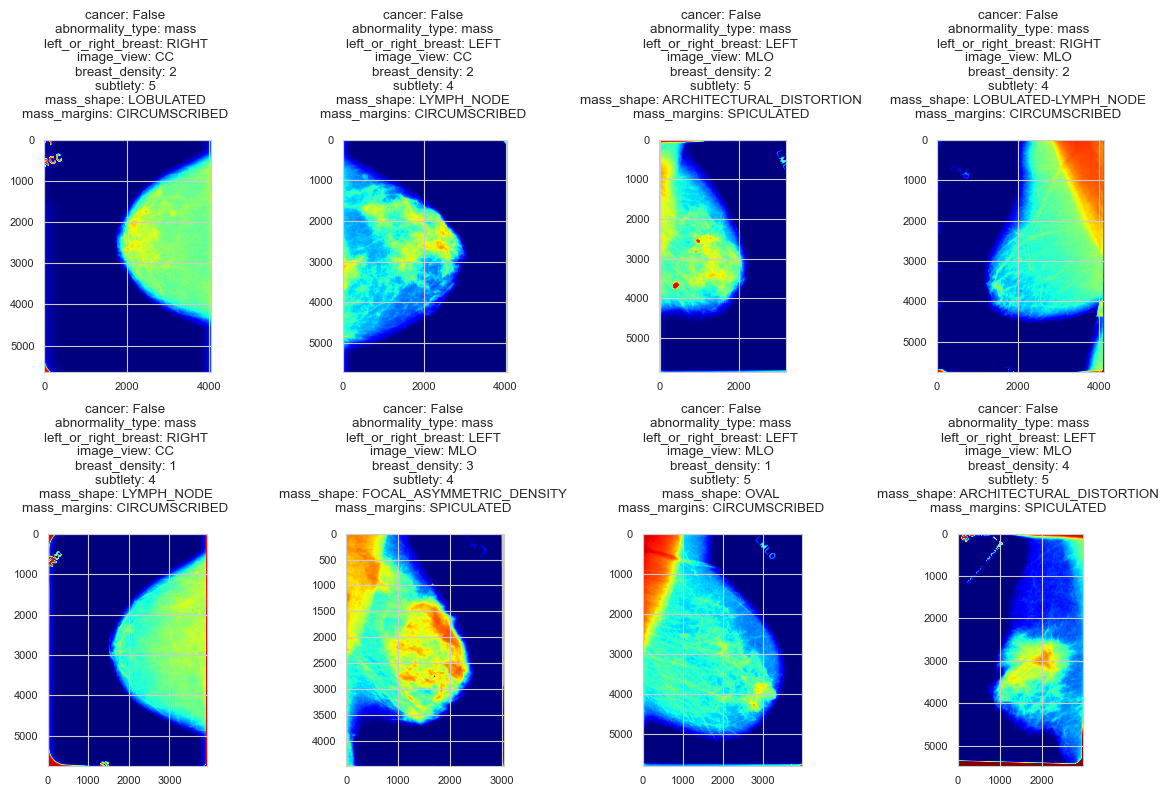 cancer: False
abnormality_type: mass
left_or_right_breast: RIGHT
image_view: CC
breast_density: 2
subtlety: 5
mass_shape: LOBULATED
mass_margins: CIRCUMSCRIBED
0
1000
2000
3000
4000
5000
0
2000
4000
cancer: False
abnormality_type: mass
left_or_right_breast: LEFT
image_view: CC
breast_density: 2
subtlety: 4
mass_shape: LYMPH_NODE
mass_margins: CIRCUMSCRIBED
0
1000
2000
3000
4000
5000
0
2000
4000
cancer: False
abnormality_type: mass
left_or_right_breast: LEFT
image_view: MLO
breast_density: 2
subtlety: 5
mass_shape: ARCHITECTURAL_DISTORTION
mass_margins: SPICULATED
0
1000
2000
3000
4000
5000
0
2000
cancer: False
abnormality_type: mass
left_or_right_breast: RIGHT
image_view: MLO
breast_density: 2
subtlety: 4
mass_shape: LOBULATED-LYMPH_NODE
mass_margins: CIRCUMSCRIBED
0
1000
2000
3000
4000
5000
0
2000
4000
cancer: False
abnormality_type: mass
left_or_right_breast: RIGHT
image_view: CC
breast_density: 1
subtlety: 4
mass_shape: LYMPH_NODE
mass_margins: CIRCUMSCRIBED
0
1000
2000
3000
4000
5000
0
1000
2000
3000
cancer: False
abnormality_type: mass
left_or_right_breast: LEFT
image_view: MLO
breast_density: 3
subtlety: 4
mass_shape: FOCAL_ASYMMETRIC_DENSITY
mass_margins: SPICULATED
0
500
1000
1500
2000
2500
3000
3500
4000
0
1000
2000
3000
cancer: False
abnormality_type: mass
left_or_right_breast: LEFT
image_view: MLO
breast_density: 1
subtlety: 5
mass_shape: OVAL
mass_margins: CIRCUMSCRIBED
0
1000
2000
3000
4000
5000
0
1000
2000
3000
cancer: False
abnormality_type: mass
left_or_right_breast: LEFT
image_view: MLO
breast_density: 4
subtlety: 5
mass_shape: ARCHITECTURAL_DISTORTION
mass_margins: SPICULATED
0
1000
2000
3000
4000
5000
0
2000